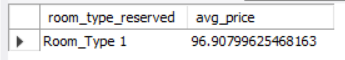 room_type_reserved avg_price
Room_Type 1 96.90799625468163